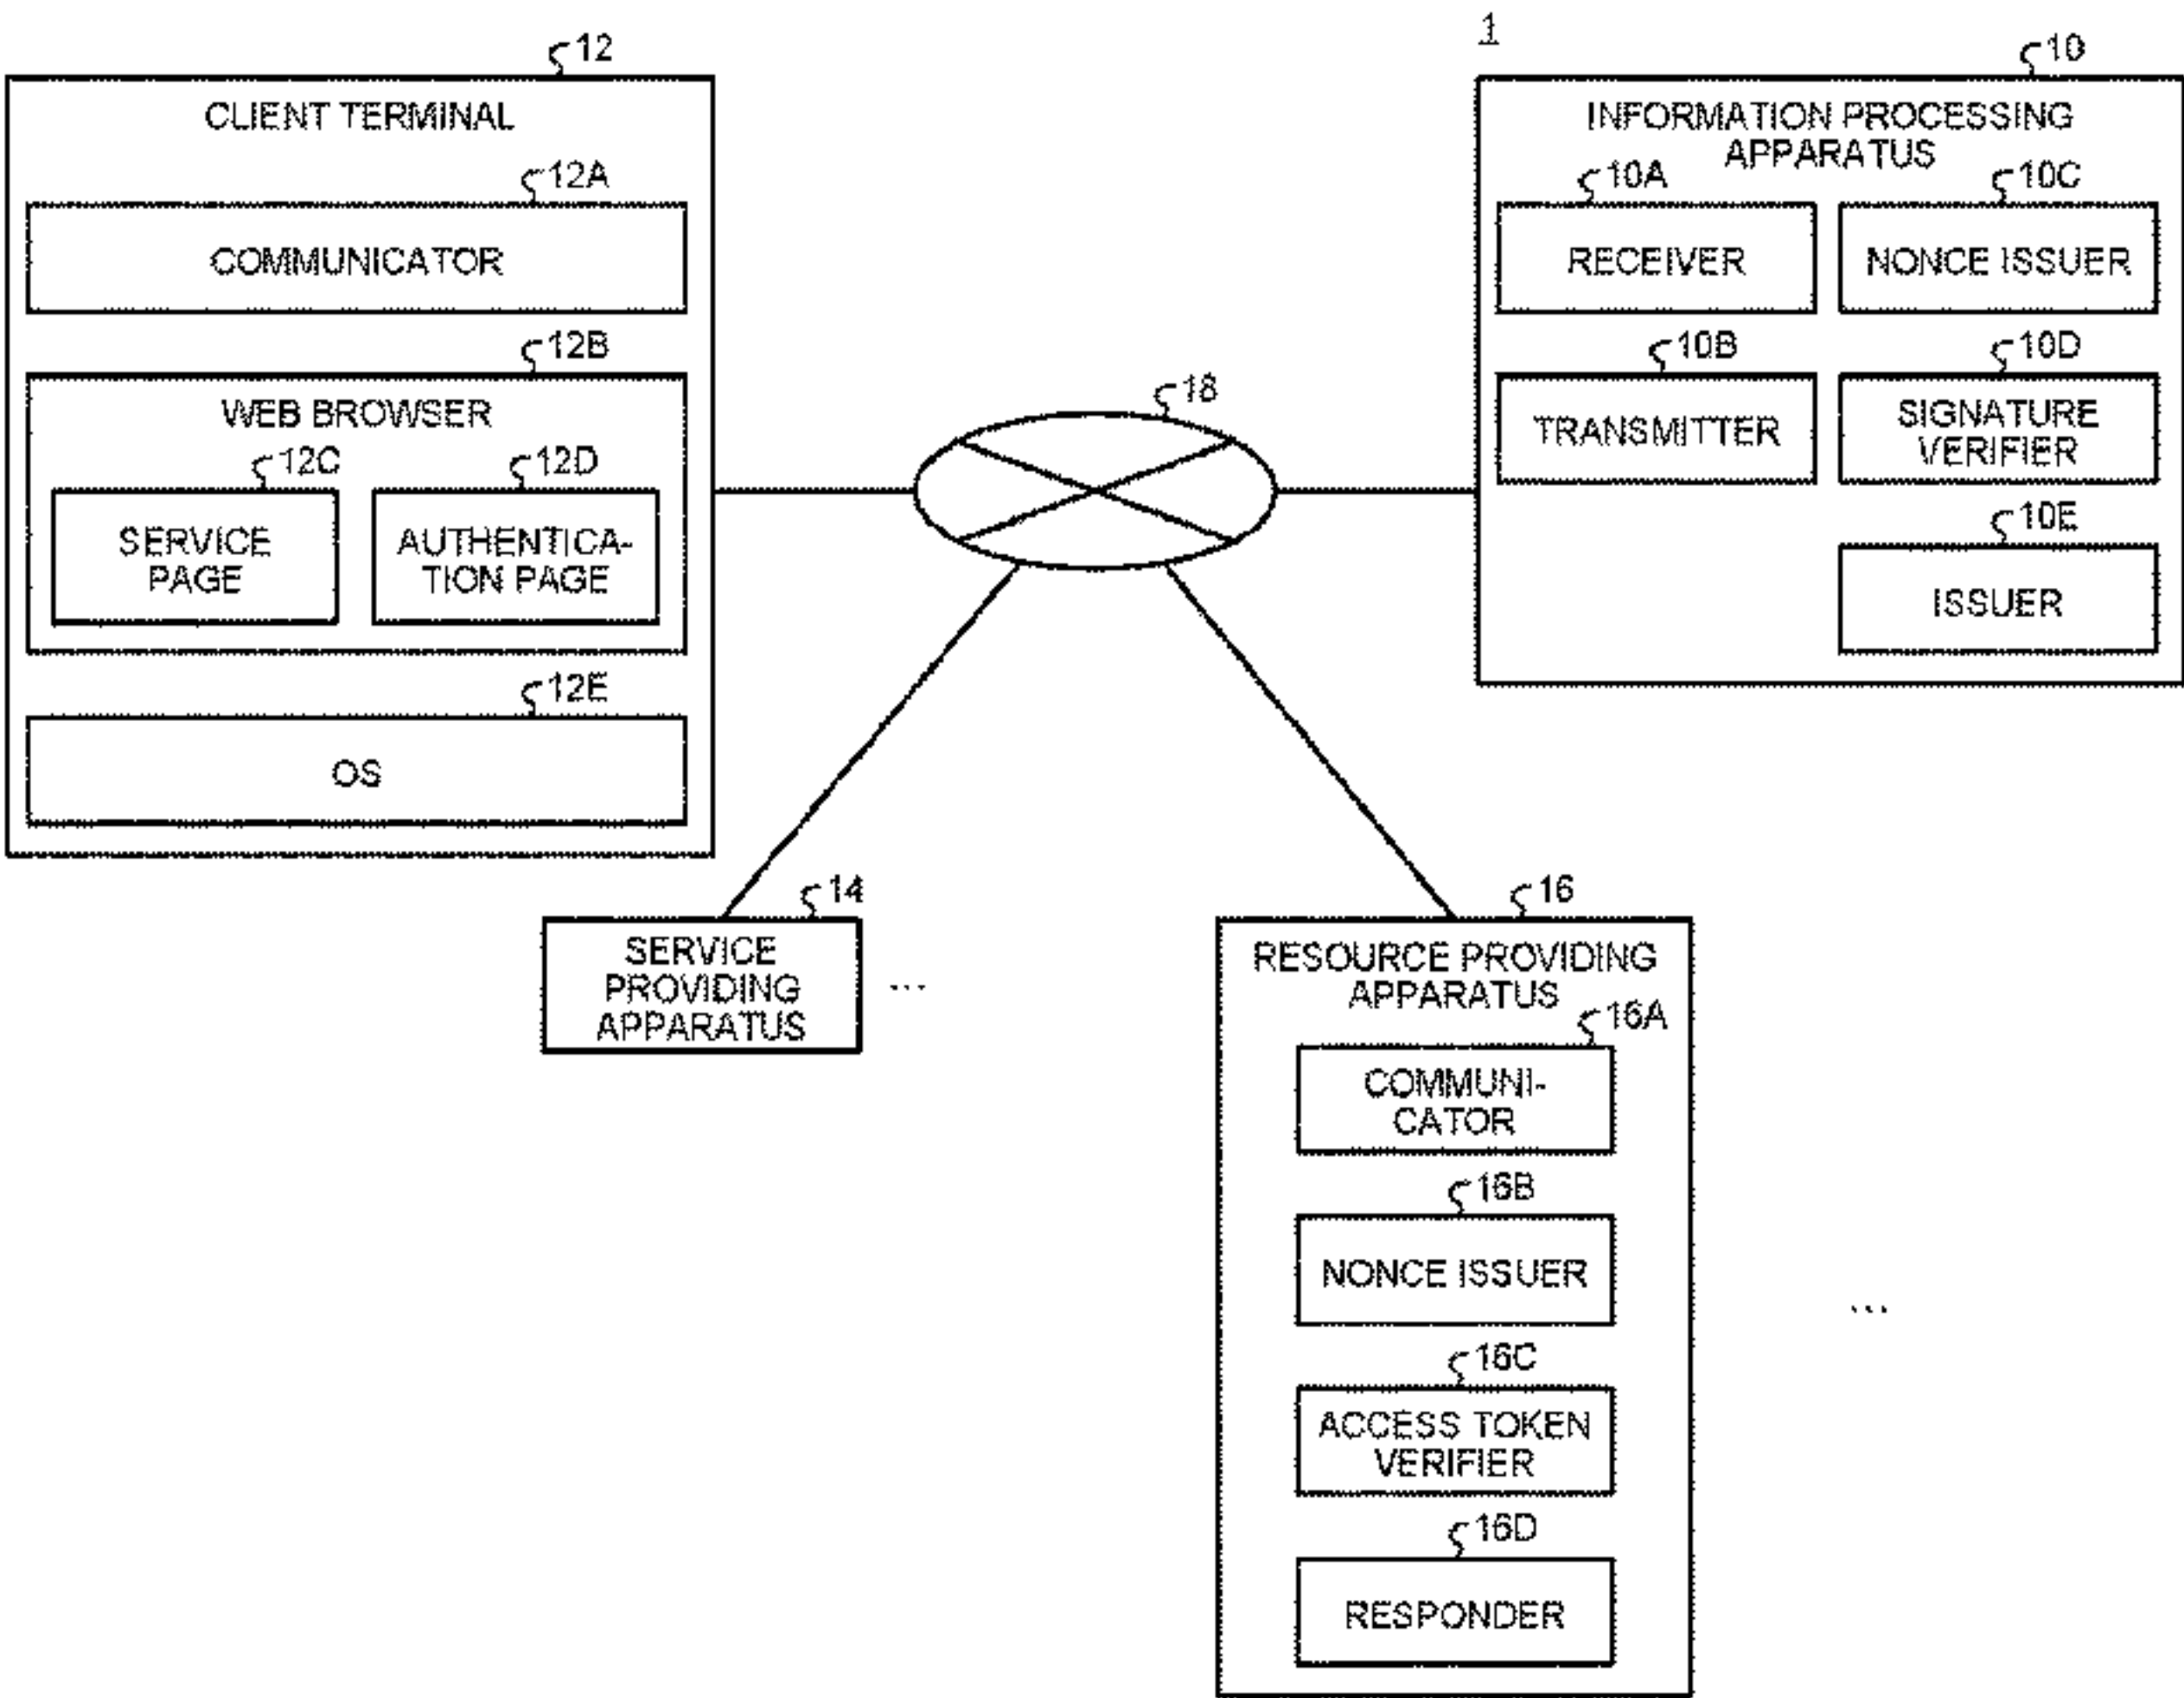 1
12
CLIENT TERMINAL
12A
COMMUNICATOR
12B
WEB BROWSER
12C
SERVICE
PAGE
12D
AUTHENTICA-
TION PAGE
12E
OS
18
10
INFORMATION PROCESSING
APPARATUS
10A
RECEIVER
10C
NONCE ISSUER
10B
TRANSMITTER
10D
SIGNATURE
VERIFIER
10E
ISSUER
14
SERVICE
PROVIDING
APPARATUS
...
16
RESOURCE PROVIDING
APPARATUS
16A
COMMUNI-
CATOR
16B
NONCE ISSUER
16C
ACCESS TOKEN
VERIFIER
16D
RESPONDER
...